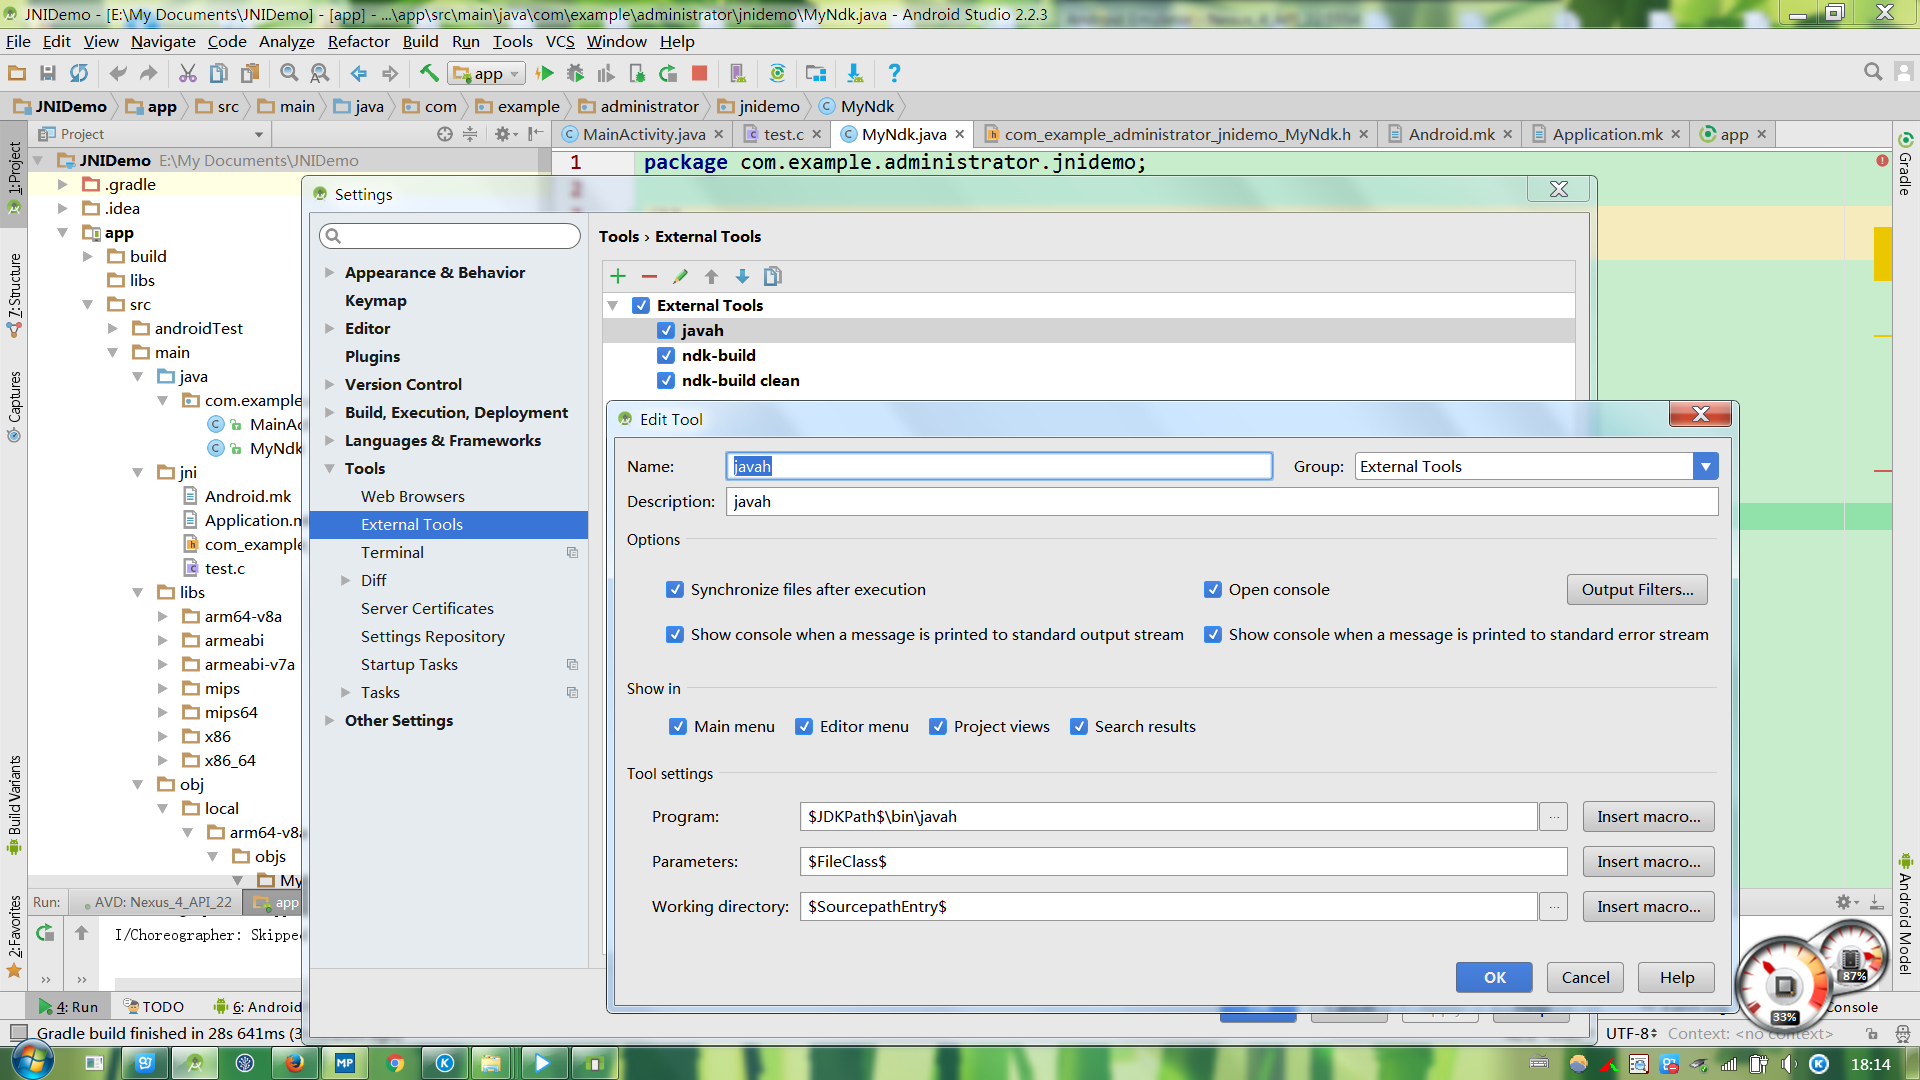 JNIDemo - [E:\My Documents\JNIDemo] - [app] - ...\app\src\main\java\com\example\administrator\jnidemo\MyNdk.java - Android Studio 2.2.3
File Edit View Navigate Code Analyze Refactor Build Run Tools VCS Window Help
app
JNIDemo app src main java com example administrator jnidemo MyNdk
Project
MainActivity.java test.c MyNdk.java com_example_administrator_jnidemo_MyNdk.h Android.mk Application.mk app
1: Project
7: Structure
Captures
Build Variants
2: Favorites
Gradle
Android Model
JNIDemo E:\My Documents\JNIDemo
.gradle
.idea
app
build
libs
src
androidTest
main
java
com.example
MainAc
MyNdk
jni
Android.mk
Application.m
com_example
test.c
libs
arm64-v8a
armeabi
armeabi-v7a
mips
mips64
x86
x86_64
obj
local
arm64-v8a
objs
My
1 package com.example.administrator.jnidemo;
2
Settings
Appearance & Behavior
Keymap
Editor
Plugins
Version Control
Build, Execution, Deployment
Languages & Frameworks
Tools
Web Browsers
External Tools
Terminal
Diff
Server Certificates
Settings Repository
Startup Tasks
Tasks
Other Settings
Tools › External Tools
External Tools
javah
ndk-build
ndk-build clean
Edit Tool
Name: javah Group: External Tools
Description: javah
Options
Synchronize files after execution Open console Output Filters...
Show console when a message is printed to standard output stream Show console when a message is printed to standard error stream
Show in
Main menu Editor menu Project views Search results
Tool settings
Program: $JDKPath$\bin\javah ... Insert macro...
Parameters: $FileClass$ Insert macro...
Working directory: $SourcepathEntry$ ... Insert macro...
OK Cancel Help
Run: AVD: Nexus_4_API_22 app
I/Choreographer: Skipped
87%
33%
4: Run TODO 6: Android
onsole
Gradle build finished in 28s 641ms (3
UTF-8 Context: <no context>
MP
18:14